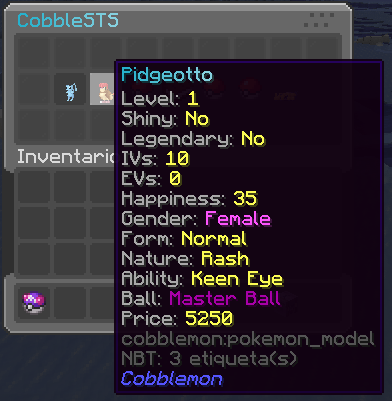 CobbleSTS
Pidgeotto
Level: 1
Shiny: No
Legendary: No
IVs: 10
Inventario
EVs: 0
Happiness: 35
Gender: Female
Form: Normal
Nature: Rash
Ability: Keen Eye
Ball: Master Ball
Price: 5250
cobblemon:pokemon_model
NBT: 3 etiqueta(s)
Cobblemon